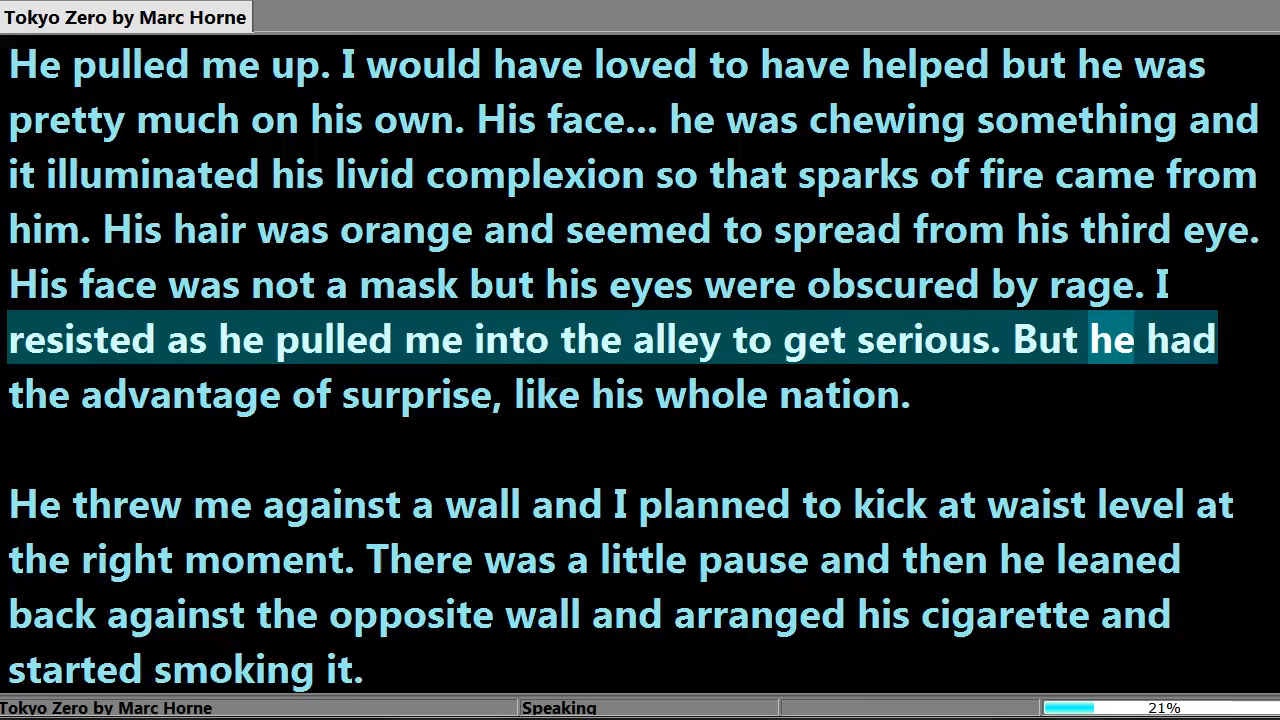 Tokyo Zero by Marc Horne
He pulled me up. I would have loved to have helped but he was
pretty much on his own. His face... he was chewing something and
it illuminated his livid complexion so that sparks of fire came from
him. His hair was orange and seemed to spread from his third eye.
His face was not a mask but his eyes were obscured by rage. I
resisted as he pulled me into the alley to get serious. But he had
the advantage of surprise, like his whole nation.
He threw me against a wall and I planned to kick at waist level at
the right moment. There was a little pause and then he leaned
back against the opposite wall and arranged his cigarette and
started smoking it.
Tokyo Zero by Marc Horne Speaking 21%